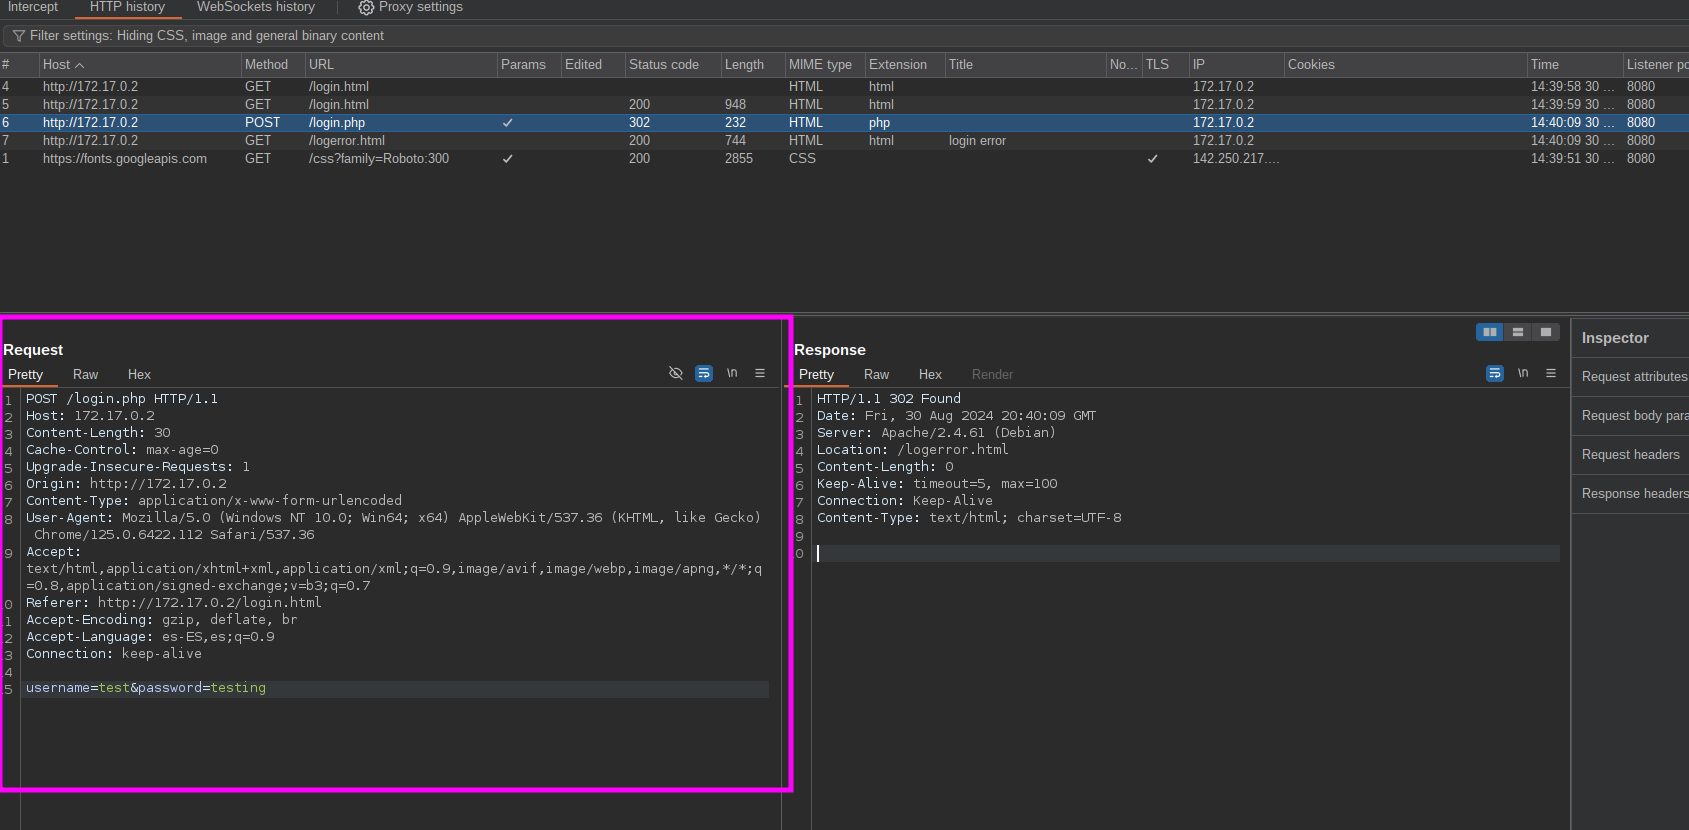 Intercept HTTP history WebSockets history Proxy settings
Filter settings: Hiding CSS, image and general binary content
# Host Method URL Params Edited Status code Length MIME type Extension Title No... TLS IP Cookies Time Listener po
4 http://172.17.0.2 GET /login.html HTML html 172.17.0.2 14:39:58 30 ... 8080
5 http://172.17.0.2 GET /login.html 200 948 HTML html 172.17.0.2 14:39:59 30 ... 8080
6 http://172.17.0.2 POST /login.php ✓ 302 232 HTML php 172.17.0.2 14:40:09 30 ... 8080
7 http://172.17.0.2 GET /logerror.html 200 744 HTML html login error 172.17.0.2 14:40:09 30 ... 8080
1 https://fonts.googleapis.com GET /css?family=Roboto:300 ✓ 200 2855 CSS ✓ 142.250.217.... 14:39:51 30 ... 8080
Request
Pretty Raw Hex \n
1 POST /login.php HTTP/1.1
2 Host: 172.17.0.2
3 Content-Length: 30
4 Cache-Control: max-age=0
5 Upgrade-Insecure-Requests: 1
6 Origin: http://172.17.0.2
7 Content-Type: application/x-www-form-urlencoded
8 User-Agent: Mozilla/5.0 (Windows NT 10.0; Win64; x64) AppleWebKit/537.36 (KHTML, like Gecko)
Chrome/125.0.6422.112 Safari/537.36
9 Accept:
text/html,application/xhtml+xml,application/xml;q=0.9,image/avif,image/webp,image/apng,*/*;q
=0.8,application/signed-exchange;v=b3;q=0.7
0 Referer: http://172.17.0.2/login.html
1 Accept-Encoding: gzip, deflate, br
2 Accept-Language: es-ES,es;q=0.9
3 Connection: keep-alive
4
5 username=test&password=testing
Response
Pretty Raw Hex Render \n
1 HTTP/1.1 302 Found
2 Date: Fri, 30 Aug 2024 20:40:09 GMT
3 Server: Apache/2.4.61 (Debian)
4 Location: /logerror.html
5 Content-Length: 0
6 Keep-Alive: timeout=5, max=100
7 Connection: Keep-Alive
8 Content-Type: text/html; charset=UTF-8
9
0
Inspector
Request attributes
Request body para
Request headers
Response headers